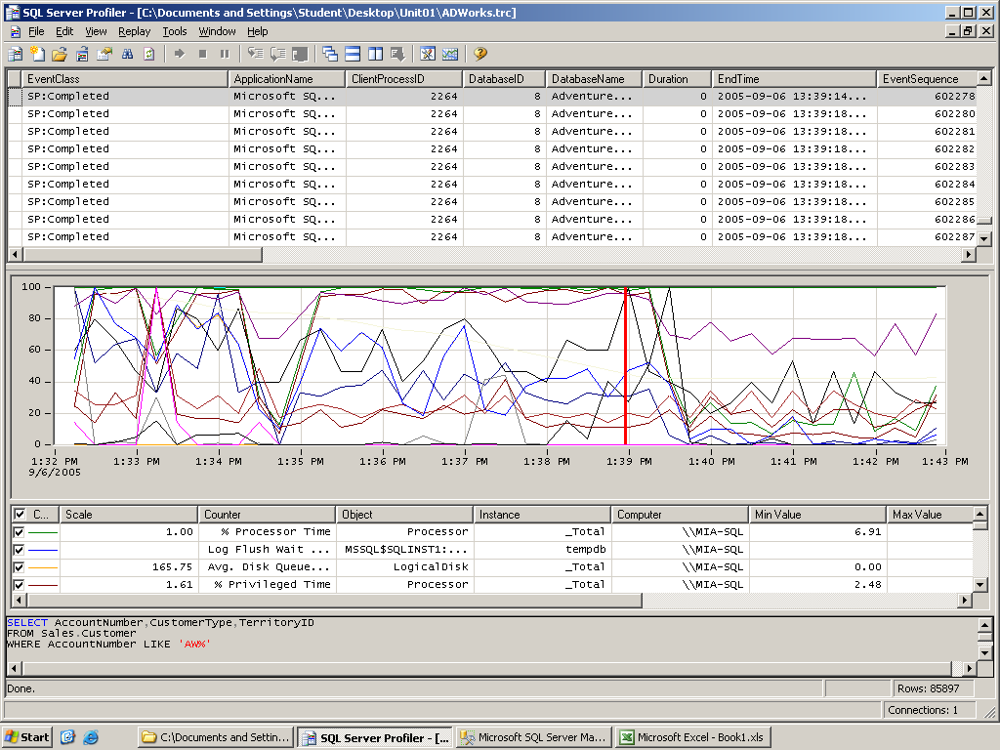 SQL Server Profiler - [C:\Documents and Settings\Student\Desktop\Unit01\ADWorks.trc]
File Edit View Replay Tools Window Help
EventClass ApplicationName ClientProcessID DatabaseID DatabaseName Duration EndTime EventSequence
SP:Completed Microsoft SQ... 2264 8 Adventure... 0 2005-09-06 13:39:14... 602278
SP:Completed Microsoft SQ... 2264 8 Adventure... 0 2005-09-06 13:39:18... 602280
SP:Completed Microsoft SQ... 2264 8 Adventure... 0 2005-09-06 13:39:18... 602281
SP:Completed Microsoft SQ... 2264 8 Adventure... 0 2005-09-06 13:39:18... 602282
SP:Completed Microsoft SQ... 2264 8 Adventure... 0 2005-09-06 13:39:18... 602283
SP:Completed Microsoft SQ... 2264 8 Adventure... 0 2005-09-06 13:39:18... 602284
SP:Completed Microsoft SQ... 2264 8 Adventure... 0 2005-09-06 13:39:18... 602285
SP:Completed Microsoft SQ... 2264 8 Adventure... 0 2005-09-06 13:39:18... 602286
SP:Completed Microsoft SQ... 2264 8 Adventure... 0 2005-09-06 13:39:18... 602287
100
80
60
40
20
0
1:32 PM 1:33 PM 1:34 PM 1:35 PM 1:36 PM 1:37 PM 1:38 PM 1:39 PM 1:40 PM 1:41 PM 1:42 PM 1:43 PM
9/6/2005
C... Scale Counter Object Instance Computer Min Value Max Value
1.00 % Processor Time Processor _Total \\MIA-SQL 6.91
Log Flush Wait ... MSSQL$SQLINST1:... tempdb \\MIA-SQL
165.75 Avg. Disk Queue... LogicalDisk _Total \\MIA-SQL 0.00
1.61 % Privileged Time Processor _Total \\MIA-SQL 2.48
SELECT AccountNumber,CustomerType,TerritoryID
FROM Sales.Customer
WHERE AccountNumber LIKE 'AW%'
Done. Rows: 85897
Connections: 1
Start C:\Documents and Settin... SQL Server Profiler - [... Microsoft SQL Server Ma... Microsoft Excel - Book1.xls